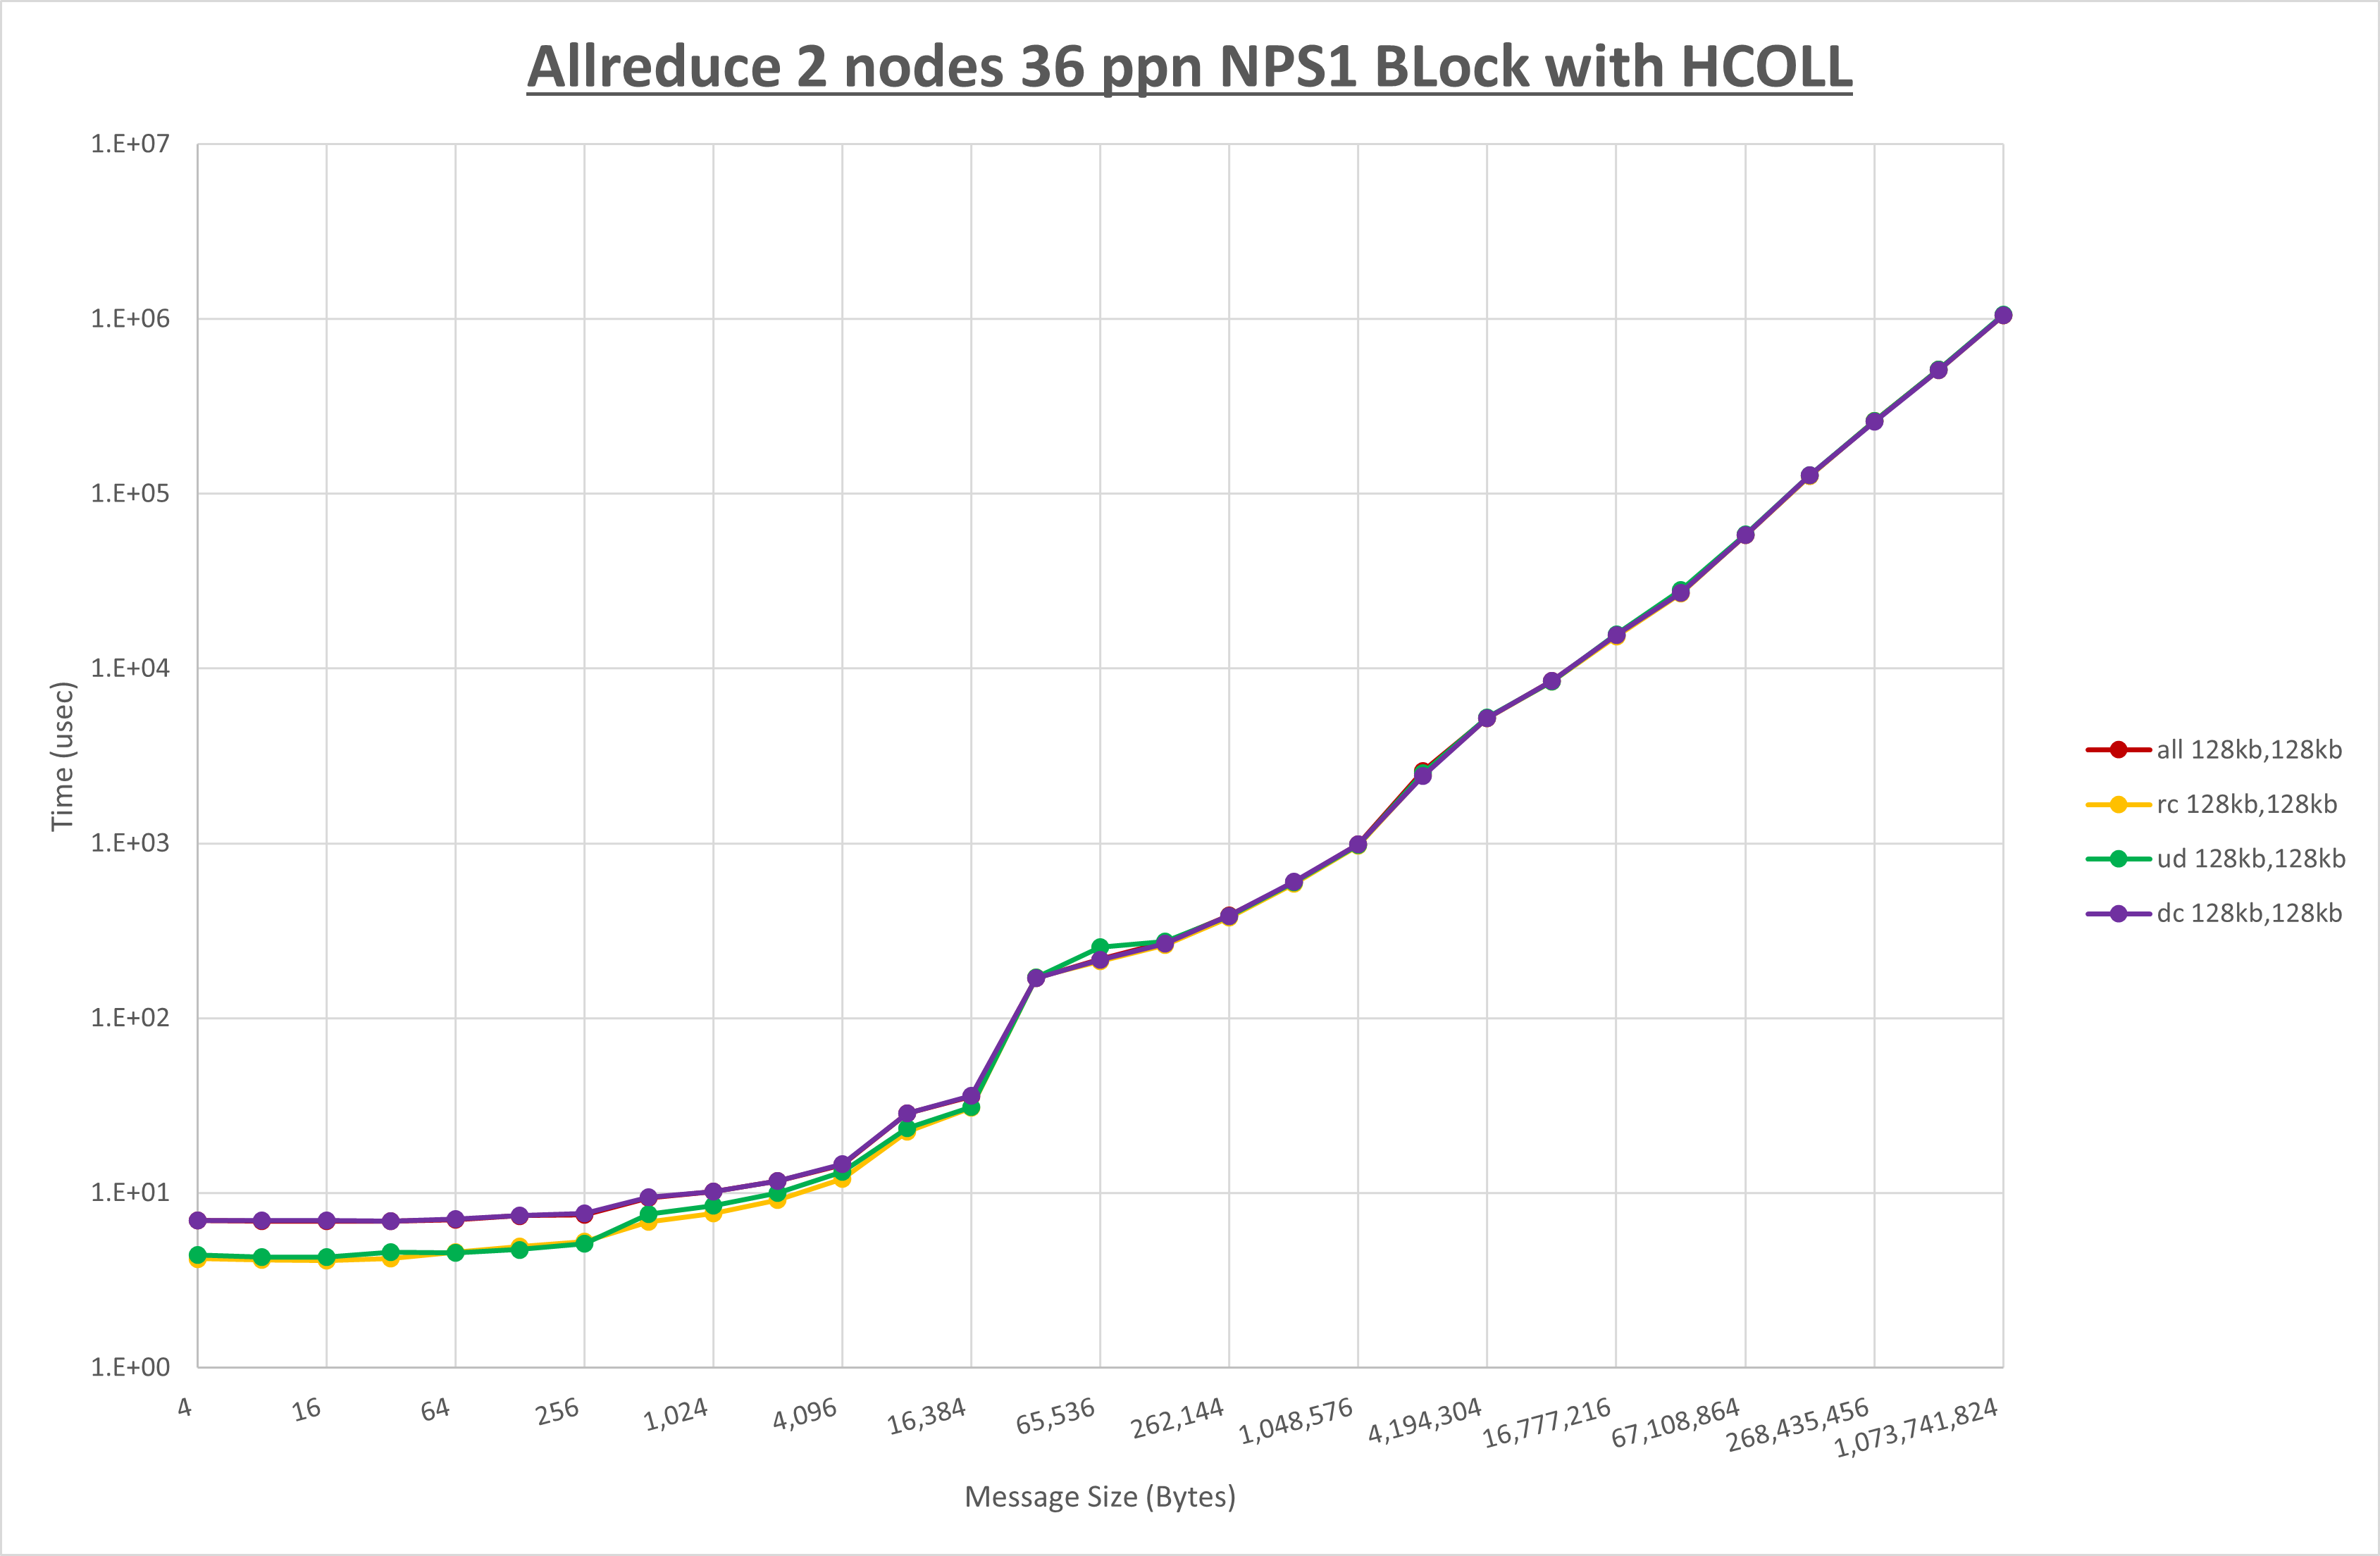 Allreduce 2 nodes 36 ppn NPS1 BLock with HCOLL
1.E+07
1.E+06
1.E+05
1.E+04
1.E+03
1.E+02
1.E+01
1.E+00
Time (usec)
4
16
64
256
1,024
4,096
16,384
65,536
262,144
1,048,576
4,194,304
16,777,216
67,108,864
268,435,456
1,073,741,824
Message Size (Bytes)
all 128kb,128kb
rc 128kb,128kb
ud 128kb,128kb
dc 128kb,128kb